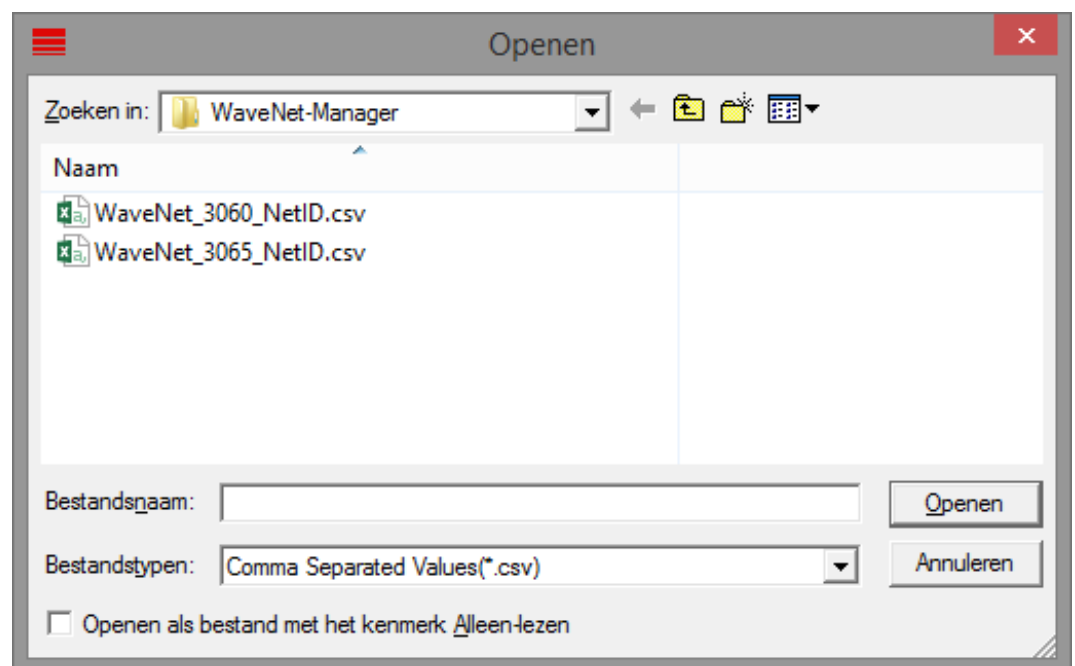 Openen
Zoeken in: WaveNet-Manager
Naam
WaveNet_3060_NetID.csv
WaveNet_3065_NetID.csv
Bestandsnaam: Openen
Bestandstypen: Comma Separated Values(*.csv) Annuleren
Openen als bestand met het kenmerk Alleen-lezen